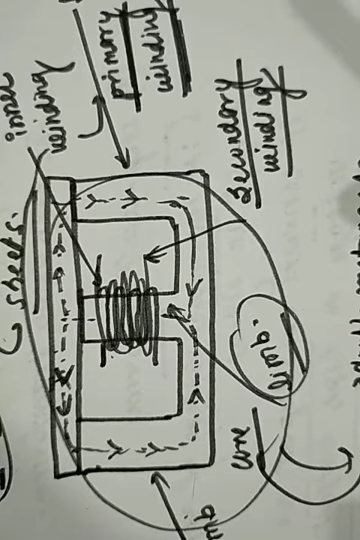 primary
winding
inner
winding
secondary
winding
sheets.
limb.
core